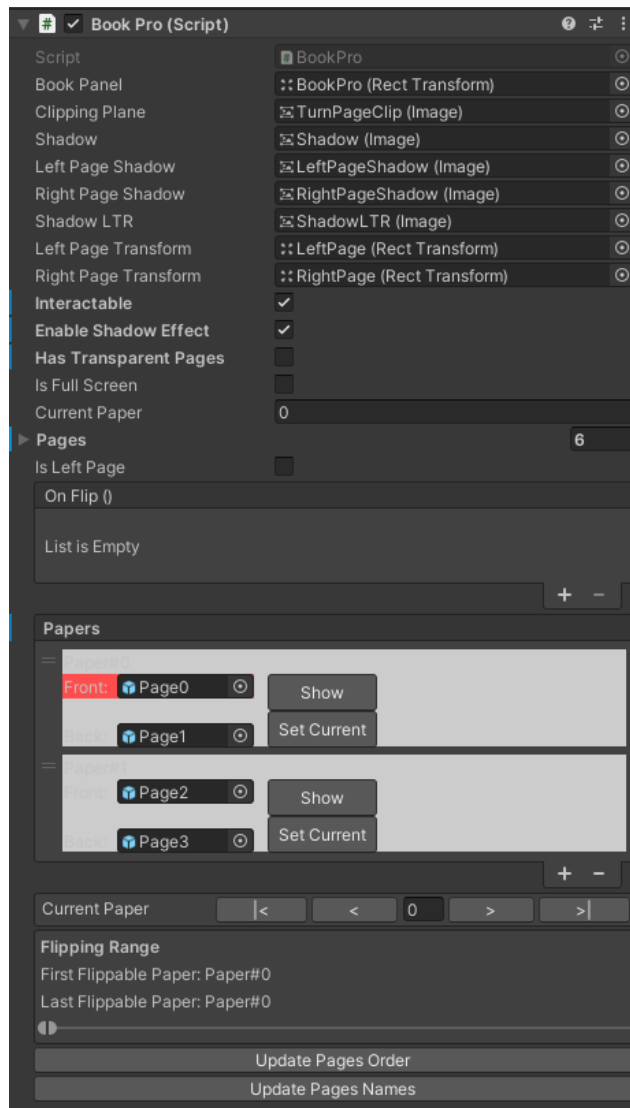 Book Pro (Script)
Script BookPro
Book Panel BookPro (Rect Transform)
Clipping Plane TurnPageClip (Image)
Shadow Shadow (Image)
Left Page Shadow LeftPageShadow (Image)
Right Page Shadow RightPageShadow (Image)
Shadow LTR ShadowLTR (Image)
Left Page Transform LeftPage (Rect Transform)
Right Page Transform RightPage (Rect Transform)
Interactable
Enable Shadow Effect
Has Transparent Pages
Is Full Screen
Current Paper 0
Pages 6
Is Left Page
On Flip ()
List is Empty
+ −
Papers
Paper#0
Front: Page0 Show
Back: Page1 Set Current
Paper#1
Front: Page2 Show
Back: Page3 Set Current
+ −
Current Paper |< < 0 > >|
Flipping Range
First Flippable Paper: Paper#0
Last Flippable Paper: Paper#0
Update Pages Order
Update Pages Names